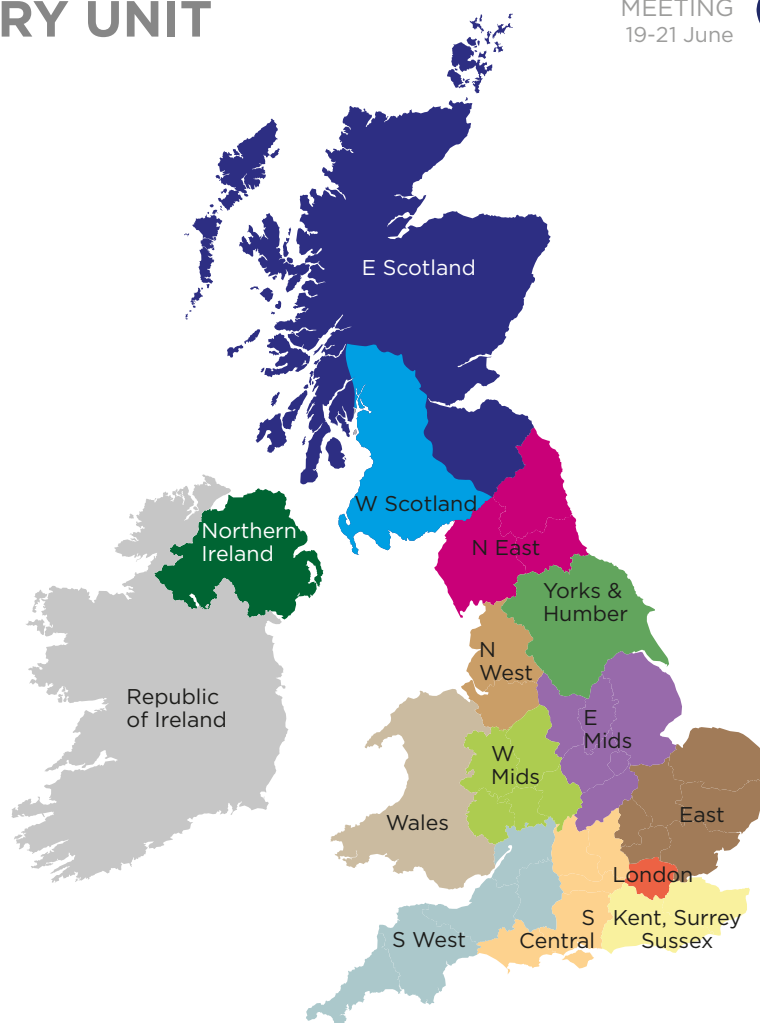 RY UNIT
MEETING
19-21 June
E Scotland
W Scotland
Northern
Ireland
N East
Yorks &
Humber
N
West
Republic
of Ireland
E
Mids
W
Mids
Wales
East
London
S West
S
Central
Kent, Surrey
Sussex